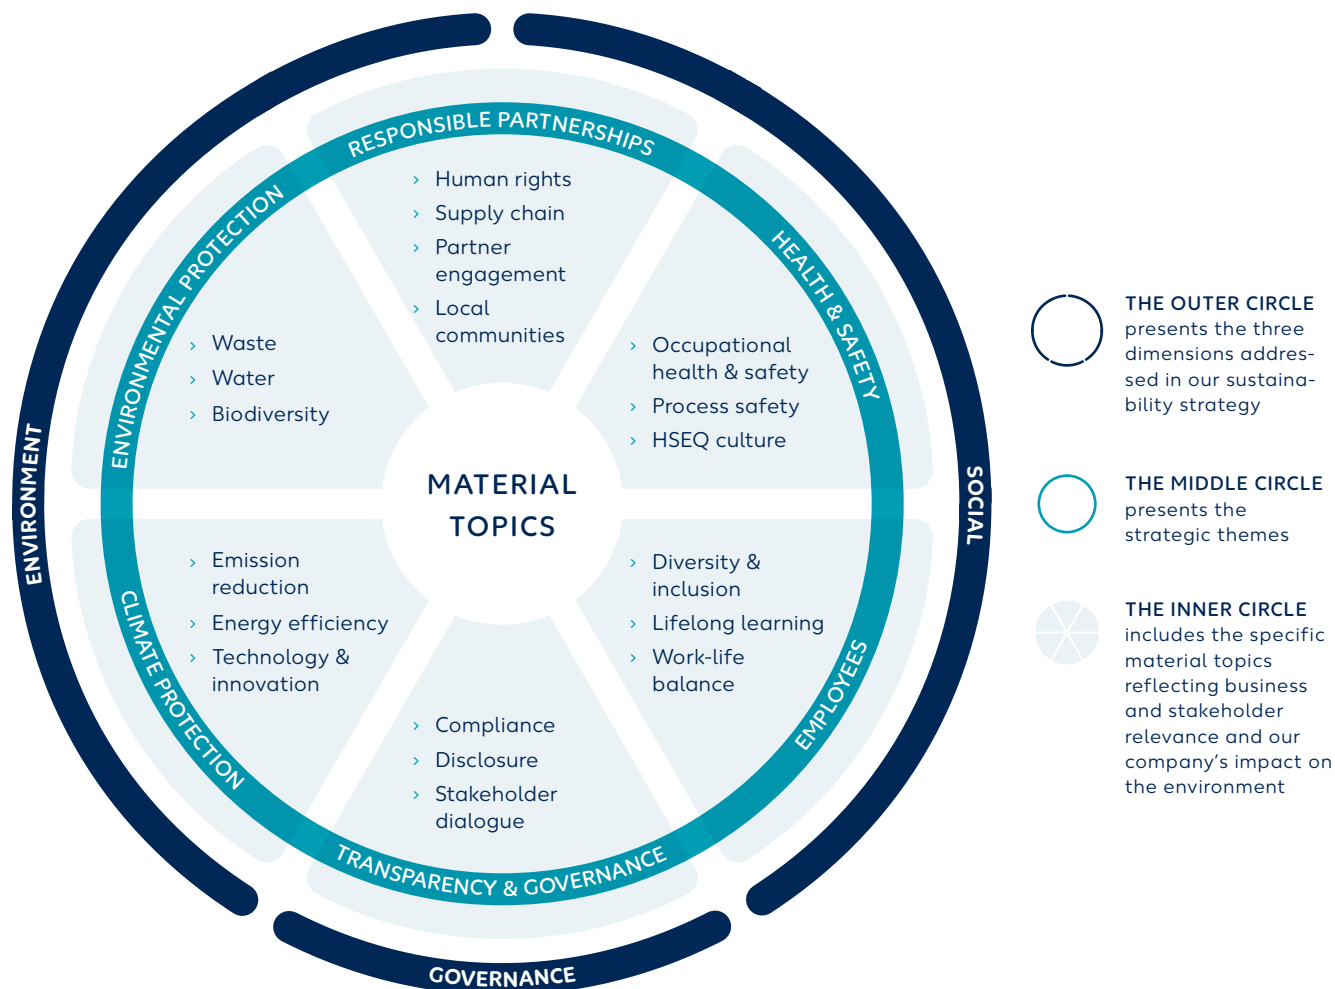 RESPONSIBLE PARTNERSHIPS
› Human rights
› Supply chain
› Partner
engagement
› Local
communities
ENVIRONMENTAL PROTECTION
› Waste
› Water
› Biodiversity
HEALTH & SAFETY
› Occupational
health & safety
› Process safety
› HSEQ culture
MATERIAL
TOPICS
ENVIRONMENT
SOCIAL
CLIMATE PROTECTION
› Emission
reduction
› Energy efficiency
› Technology &
innovation
EMPLOYEES
› Diversity &
inclusion
› Lifelong learning
› Work-life
balance
› Compliance
› Disclosure
› Stakeholder
dialogue
TRANSPARENCY & GOVERNANCE
GOVERNANCE
THE OUTER CIRCLE
presents the three
dimensions addres-
sed in our sustaina-
bility strategy
THE MIDDLE CIRCLE
presents the
strategic themes
THE INNER CIRCLE
includes the specific
material topics
reflecting business
and stakeholder
relevance and our
company's impact on
the environment